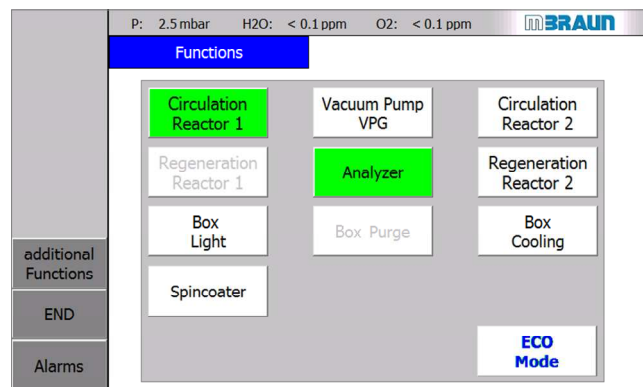 P: 2.5 mbar H2O: < 0.1 ppm O2: < 0.1 ppm mBRAUN
Functions
Circulation
Reactor 1
Vacuum Pump
VPG
Circulation
Reactor 2
Regeneration
Reactor 1
Analyzer
Regeneration
Reactor 2
Box
Light
Box Purge
Box
Cooling
additional
Functions
Spincoater
END
ECO
Mode
Alarms